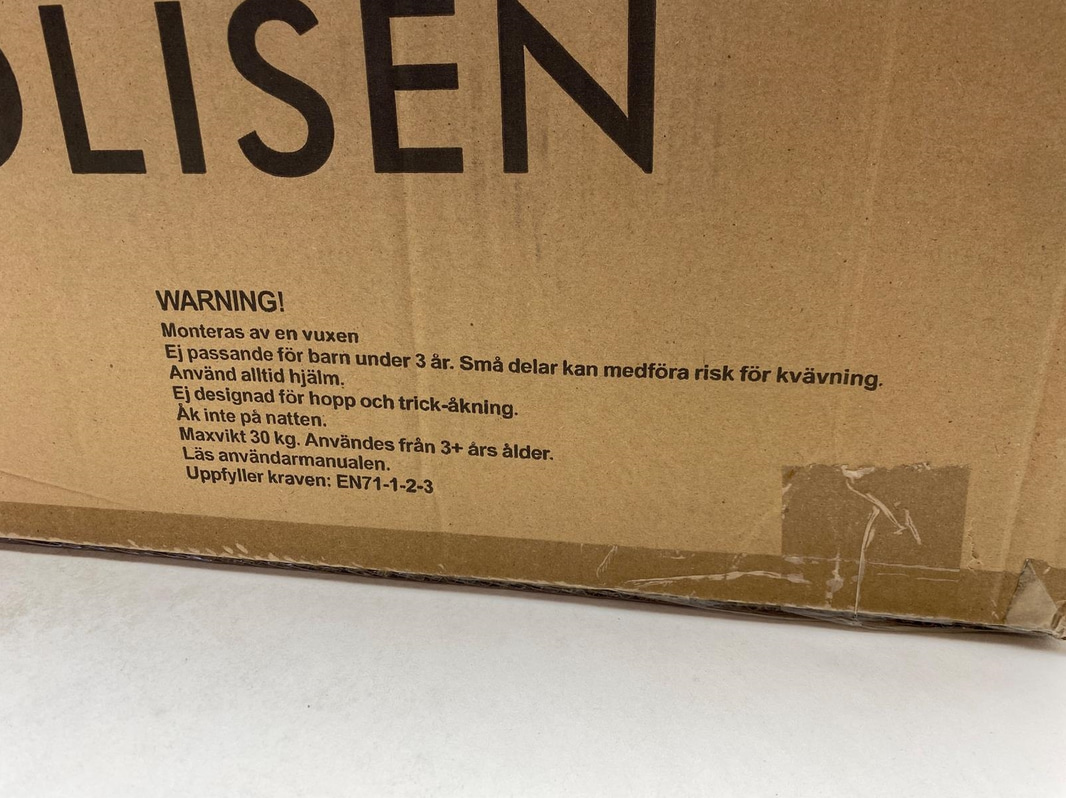 OLISEN
WARNING!
Monteras av en vuxen
Ej passande för barn under 3 år. Små delar kan medföra risk för kvävning.
Använd alltid hjälm.
Ej designad för hopp och trick-åkning.
Åk inte på natten.
Maxvikt 30 kg. Användes från 3+ års ålder.
Läs användarmanualen.
Uppfyller kraven: EN71-1-2-3